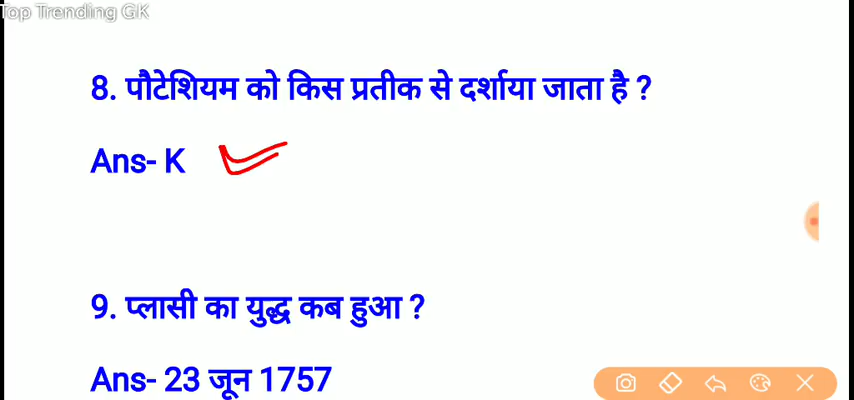 Top Trending GK
8. पौटेशियम को किस प्रतीक से दर्शाया जाता है ?
Ans- K
9. प्लासी का युद्ध कब हुआ ?
Ans- 23 जून 1757